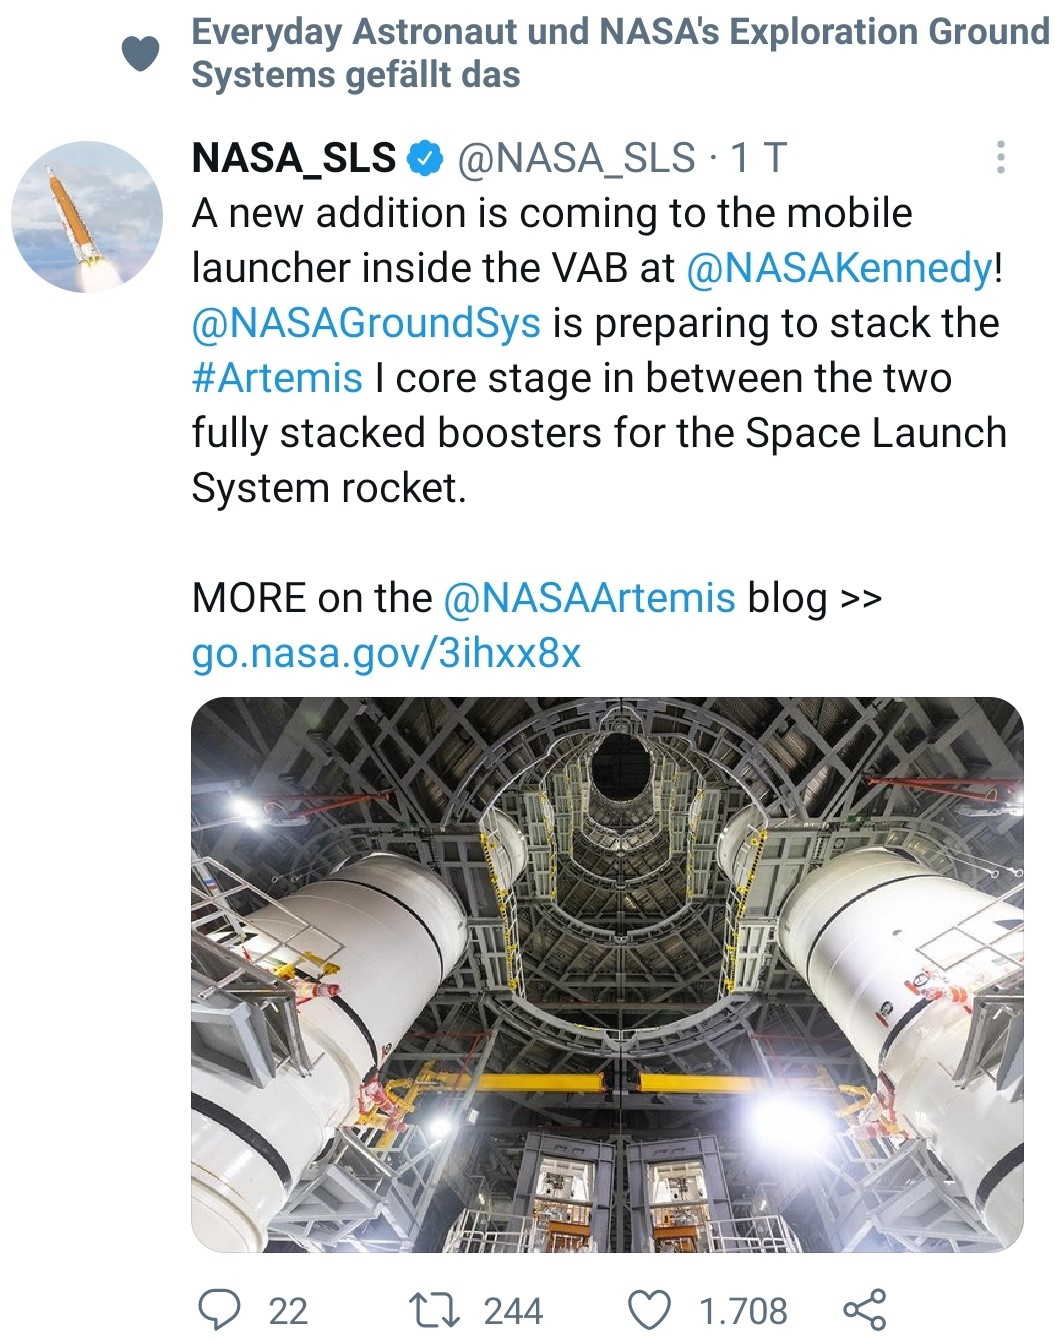 Everyday Astronaut und NASA's Exploration Ground
Systems gefällt das
NASA_SLS @NASA_SLS · 1 T
A new addition is coming to the mobile
launcher inside the VAB at @NASAKennedy!
@NASAGroundSys is preparing to stack the
#Artemis I core stage in between the two
fully stacked boosters for the Space Launch
System rocket.
MORE on the @NASAArtemis blog >>
go.nasa.gov/3ihxx8x
22 244 1.708